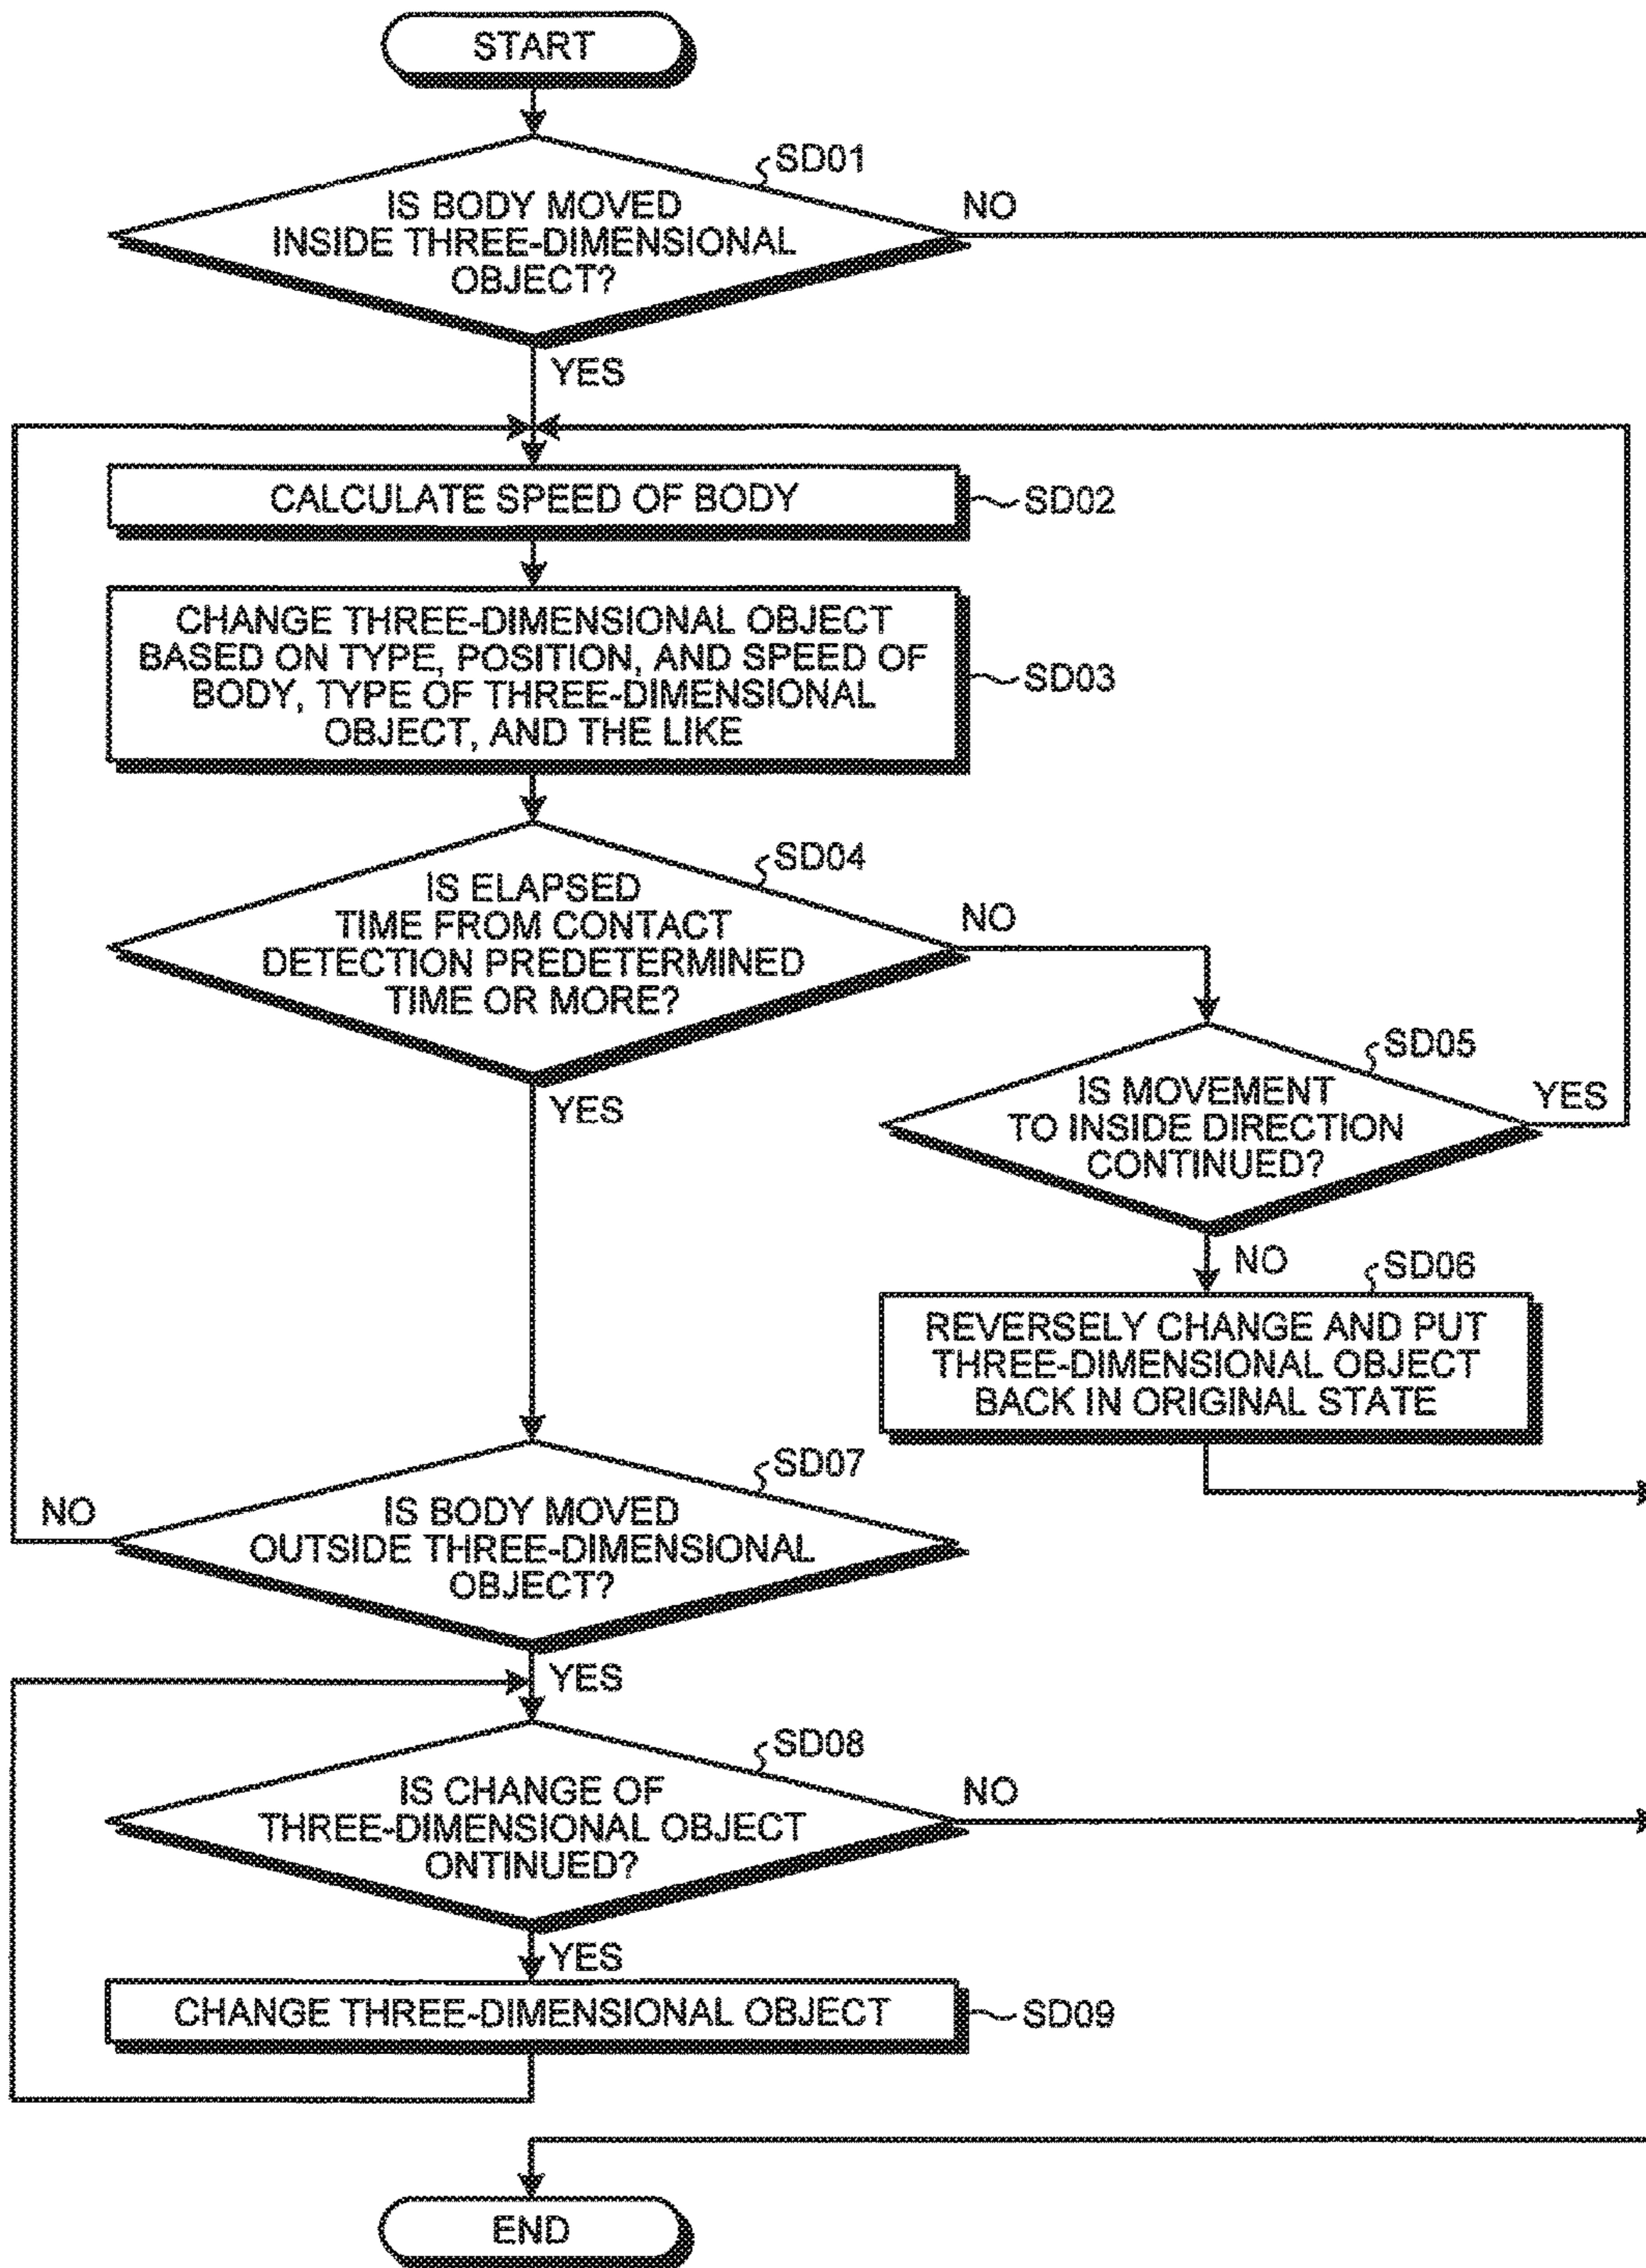 START
SD01
IS BODY MOVED
INSIDE THREE-DIMENSIONAL
OBJECT?
NO
YES
CALCULATE SPEED OF BODY
SD02
CHANGE THREE-DIMENSIONAL OBJECT
BASED ON TYPE, POSITION, AND SPEED OF
BODY, TYPE OF THREE-DIMENSIONAL
OBJECT, AND THE LIKE
SD03
SD04
IS ELAPSED
TIME FROM CONTACT
DETECTION PREDETERMINED
TIME OR MORE?
NO
YES
SD05
IS MOVEMENT
TO INSIDE DIRECTION
CONTINUED?
YES
NO
SD06
REVERSELY CHANGE AND PUT
THREE-DIMENSIONAL OBJECT
BACK IN ORIGINAL STATE
SD07
IS BODY MOVED
OUTSIDE THREE-DIMENSIONAL
OBJECT?
NO
YES
SD08
IS CHANGE OF
THREE-DIMENSIONAL OBJECT
ONTINUED?
NO
YES
CHANGE THREE-DIMENSIONAL OBJECT
SD09
END